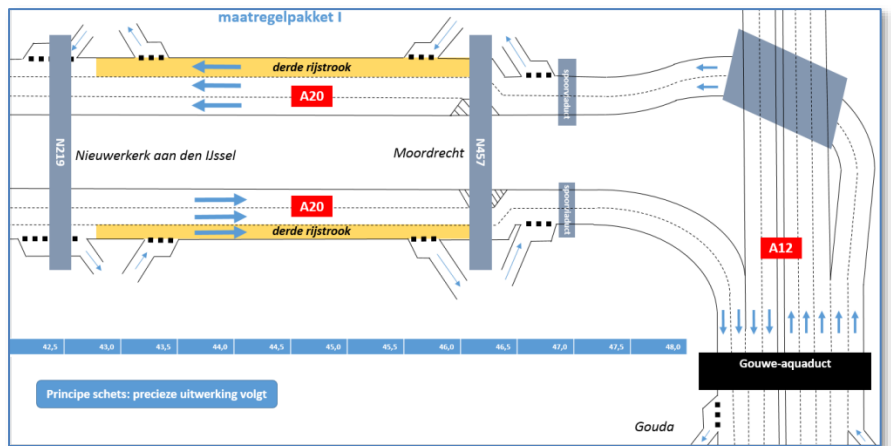 maatregelpakket I
derde rijstrook
A20
N219
Nieuwerkerk aan den IJssel
Moordrecht
N457
spoorviaduct
A20
derde rijstrook
spoorviaduct
A12
42,5 43,0 43,5 44,0 44,5 45,0 45,5 46,0 46,5 47,0 47,5 48,0
Gouwe-aquaduct
Principe schets: precieze uitwerking volgt
Gouda